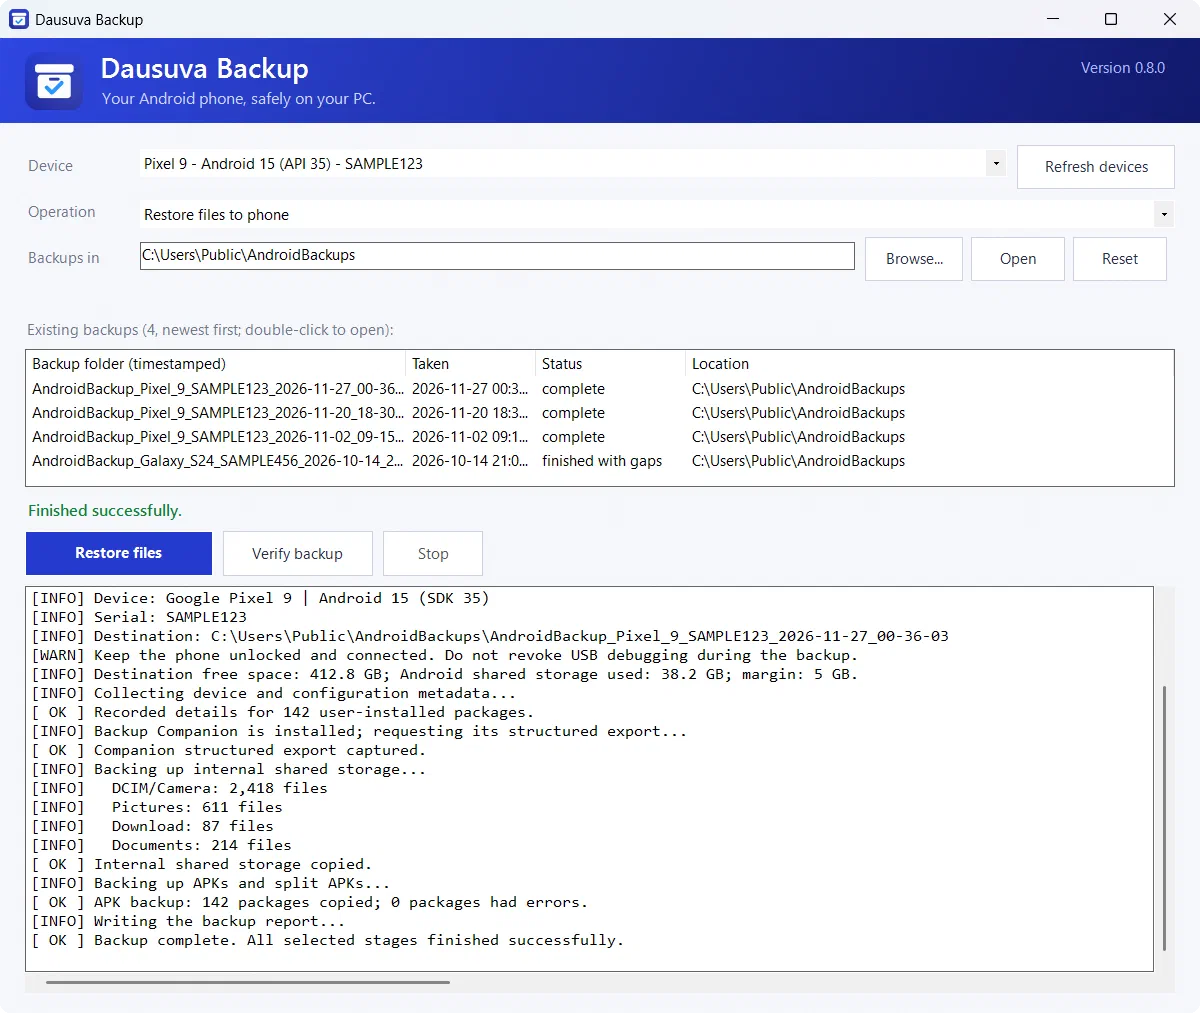 Dausuva Backup
Dausuva Backup
Your Android phone, safely on your PC.
Version 0.8.0
Device
Pixel 9 - Android 15 (API 35) - SAMPLE123
Refresh devices
Operation
Restore files to phone
Backups in
C:\Users\Public\AndroidBackups
Browse...
Open
Reset
Existing backups (4, newest first; double-click to open):
Backup folder (timestamped) Taken Status Location
AndroidBackup_Pixel_9_SAMPLE123_2026-11-27_00-36... 2026-11-27 00:3... complete C:\Users\Public\AndroidBackups
AndroidBackup_Pixel_9_SAMPLE123_2026-11-20_18-30... 2026-11-20 18:3... complete C:\Users\Public\AndroidBackups
AndroidBackup_Pixel_9_SAMPLE123_2026-11-02_09-15... 2026-11-02 09:1... complete C:\Users\Public\AndroidBackups
AndroidBackup_Galaxy_S24_SAMPLE456_2026-10-14_2... 2026-10-14 21:0... finished with gaps C:\Users\Public\AndroidBackups
Finished successfully.
Restore files
Verify backup
Stop
[INFO] Device: Google Pixel 9 | Android 15 (SDK 35)
[INFO] Serial: SAMPLE123
[INFO] Destination: C:\Users\Public\AndroidBackups\AndroidBackup_Pixel_9_SAMPLE123_2026-11-27_00-36-03
[WARN] Keep the phone unlocked and connected. Do not revoke USB debugging during the backup.
[INFO] Destination free space: 412.8 GB; Android shared storage used: 38.2 GB; margin: 5 GB.
[INFO] Collecting device and configuration metadata...
[ OK ] Recorded details for 142 user-installed packages.
[INFO] Backup Companion is installed; requesting its structured export...
[ OK ] Companion structured export captured.
[INFO] Backing up internal shared storage...
[INFO]   DCIM/Camera: 2,418 files
[INFO]   Pictures: 611 files
[INFO]   Download: 87 files
[INFO]   Documents: 214 files
[ OK ] Internal shared storage copied.
[INFO] Backing up APKs and split APKs...
[ OK ] APK backup: 142 packages copied; 0 packages had errors.
[INFO] Writing the backup report...
[ OK ] Backup complete. All selected stages finished successfully.